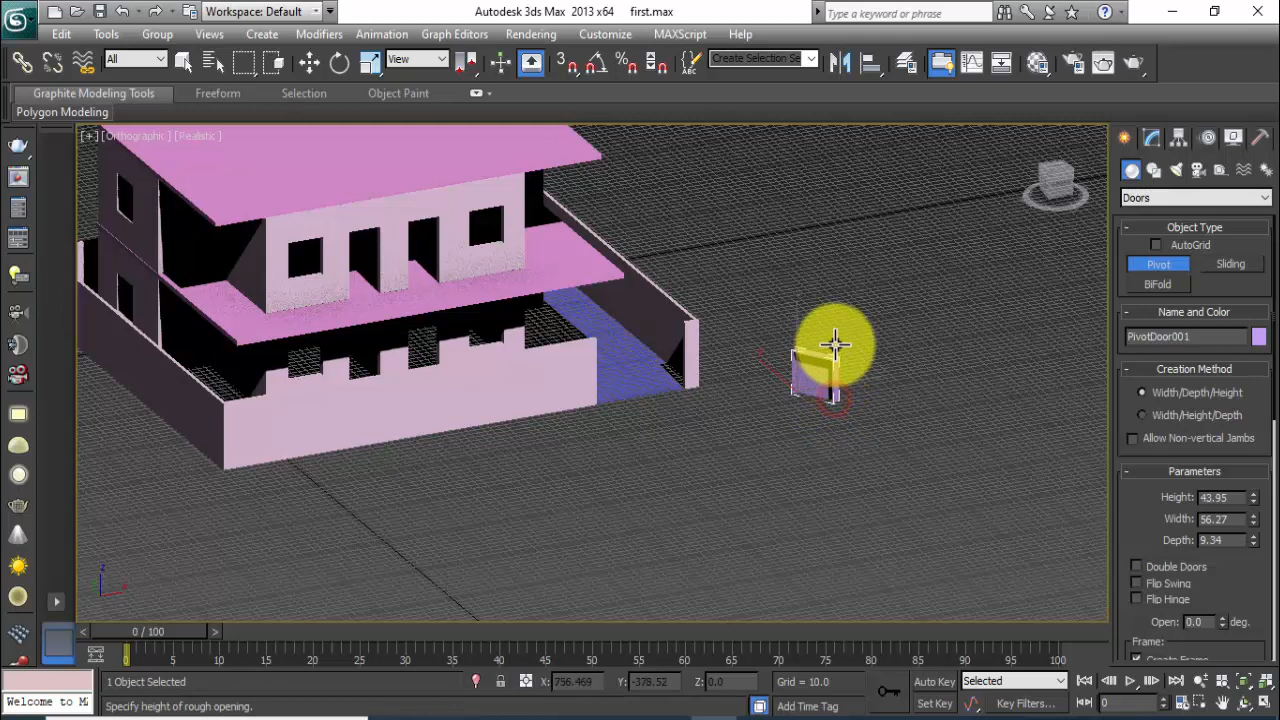 Workspace: Default
Autodesk 3ds Max 2013 x64
first.max
Type a keyword or phrase
Edit Tools Group Views Create Modifiers Animation Graph Editors Rendering Customize MAXScript Help
All
View
Create Selection Se
Graphite Modeling Tools Freeform Selection Object Paint
Polygon Modeling
[+] [Orthographic] [Realistic]
Doors
Object Type
AutoGrid
Pivot Sliding
BiFold
Name and Color
PivotDoor001
Creation Method
Width/Depth/Height
Width/Height/Depth
Allow Non-vertical Jambs
Parameters
Height: 43.95
Width: 56.27
Depth: 9.34
Double Doors
Flip Swing
Flip Hinge
Open: 0.0 deg.
Frame:
Create Frame
z
x
< 0 / 100 >
0 5 10 15 20 25 30 35 40 45 50 55 60 65 70 75 80 85 90 95 100
1 Object Selected
X: 756.469 Y: -378.52 Z: 0.0
Grid = 10.0
Auto Key Selected
Welcome to M
Specify height of rough opening.
Add Time Tag
Set Key Key Filters...
0